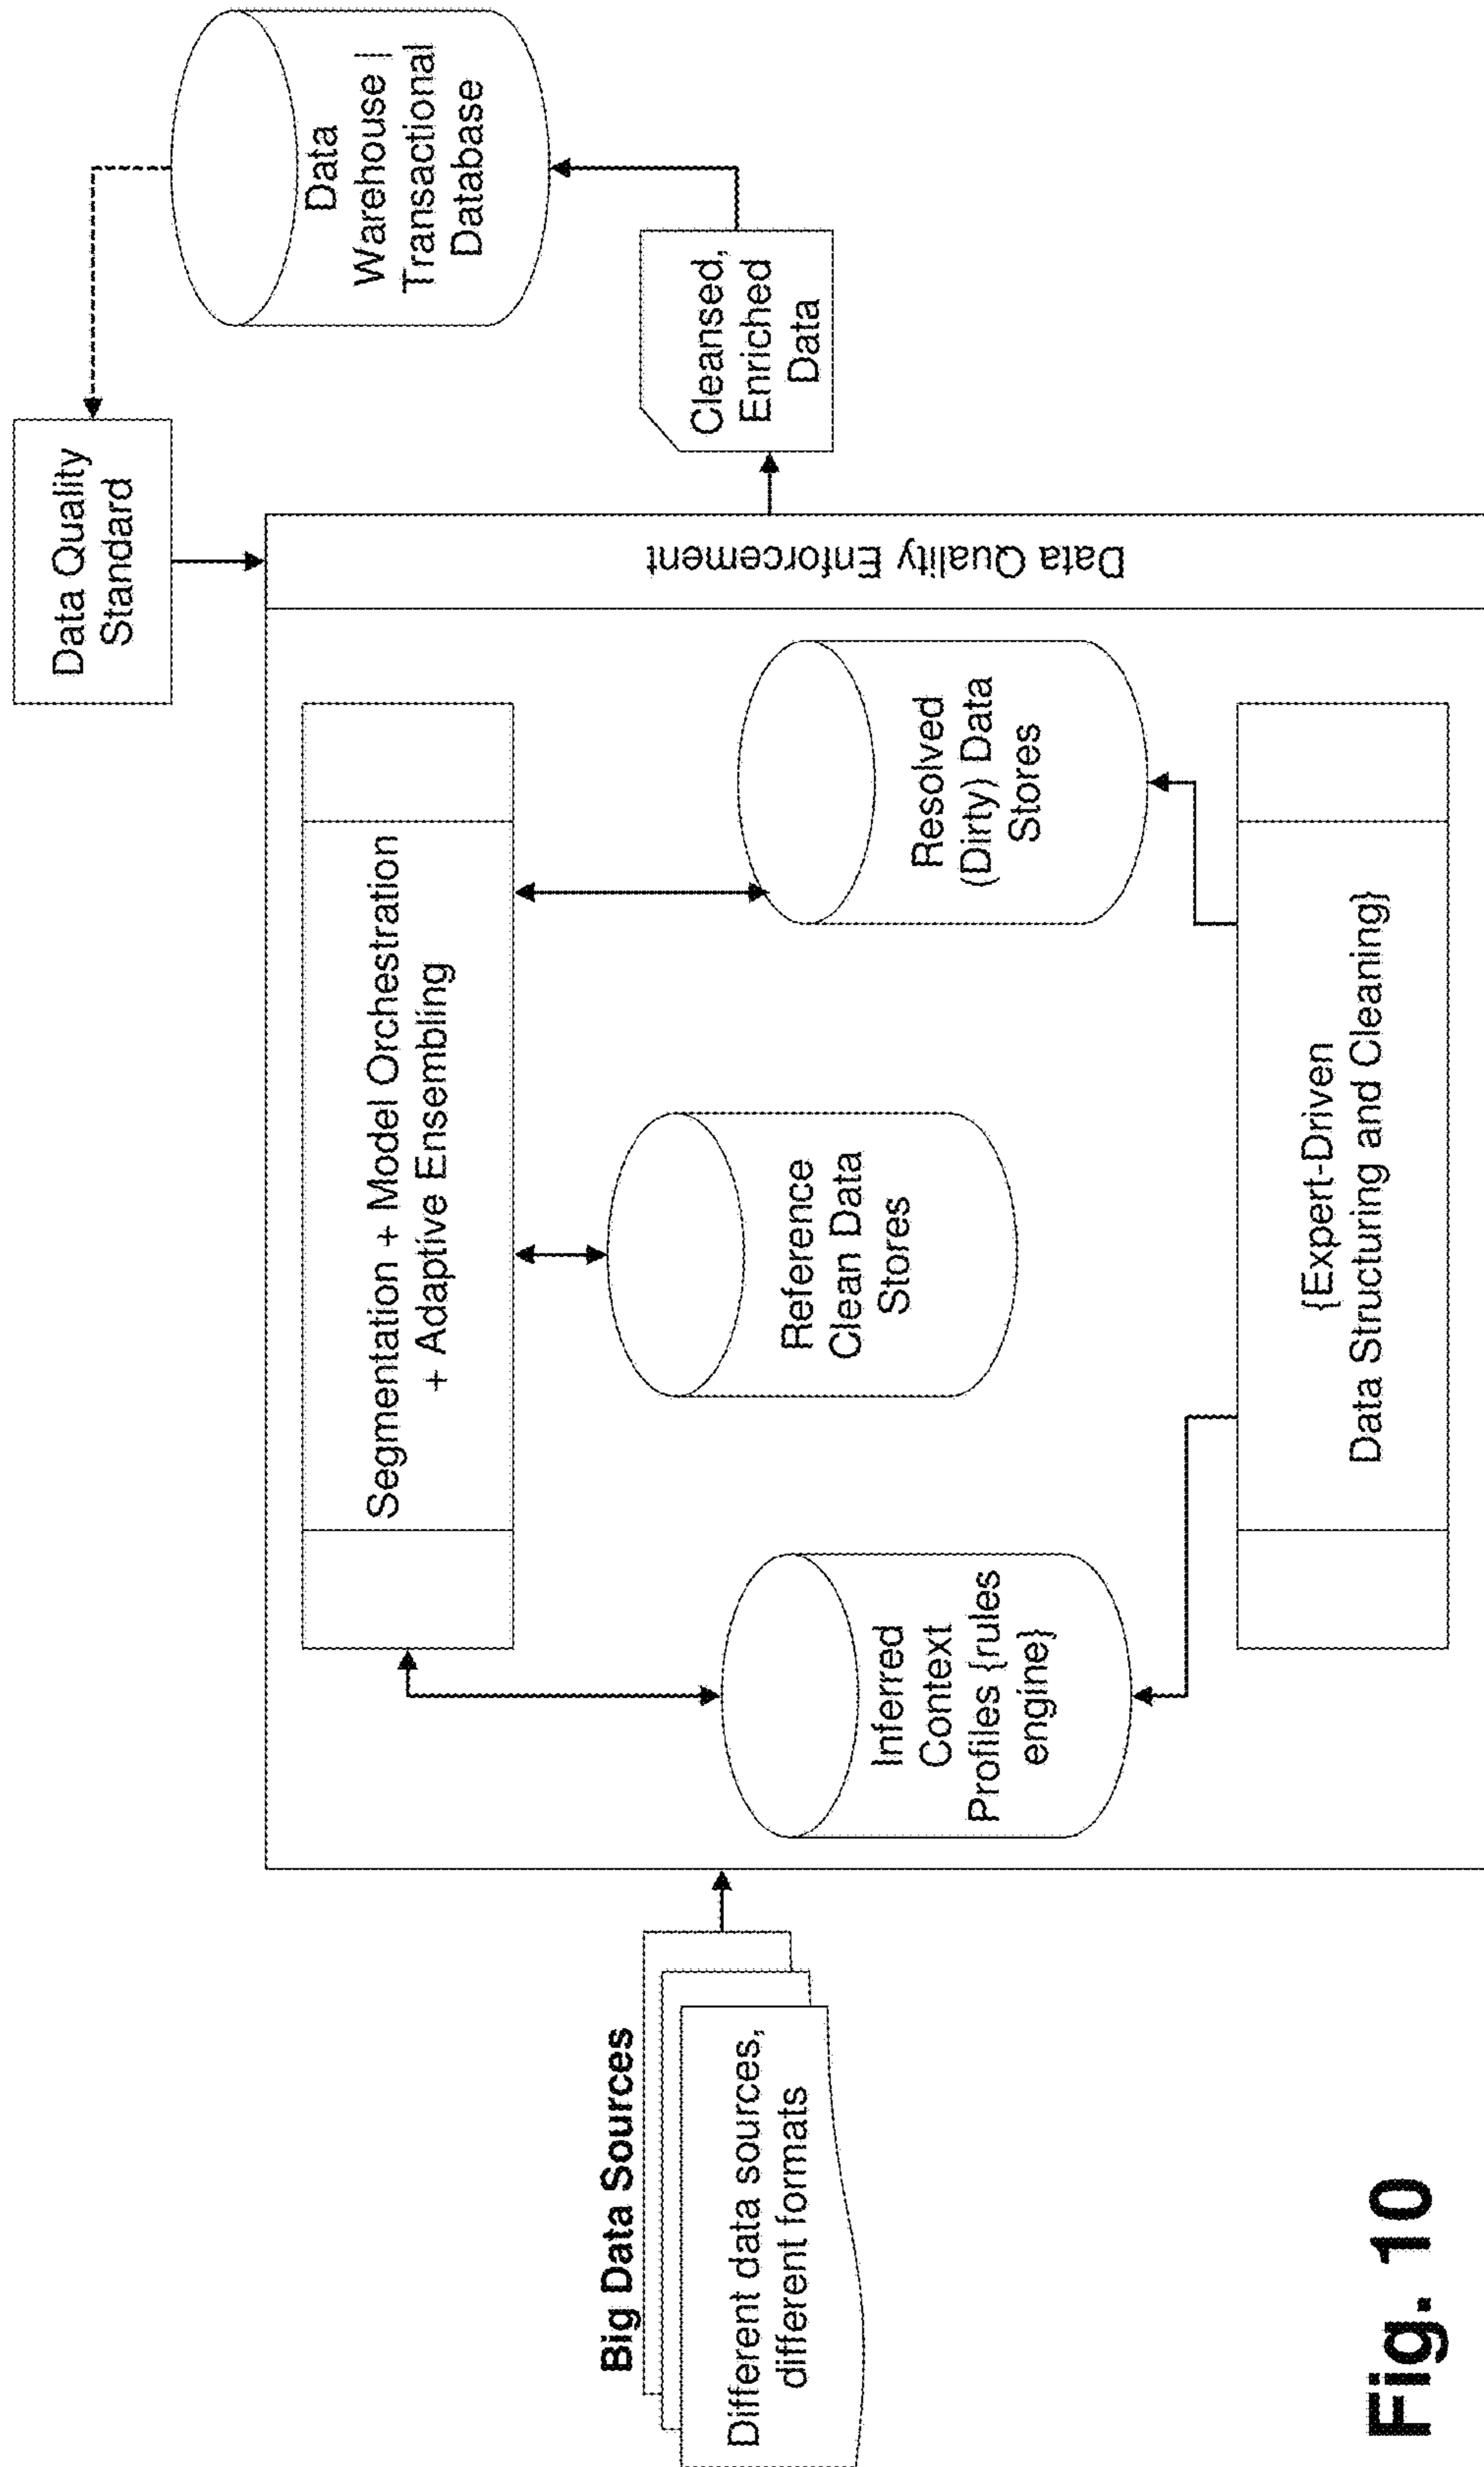 Big Data Sources
Different data sources,
different formats
Segmentation + Model Orchestration
+ Adaptive Ensembling
Inferred
Context
Profiles {rules
engine}
Reference
Clean Data
Stores
Resolved
(Dirty) Data
Stores
{Expert-Driven
Data Structuring and Cleaning}
Data Quality Enforcement
Data Quality
Standard
Cleansed,
Enriched
Data
Data
Warehouse |
Transactional
Database
Fig. 10